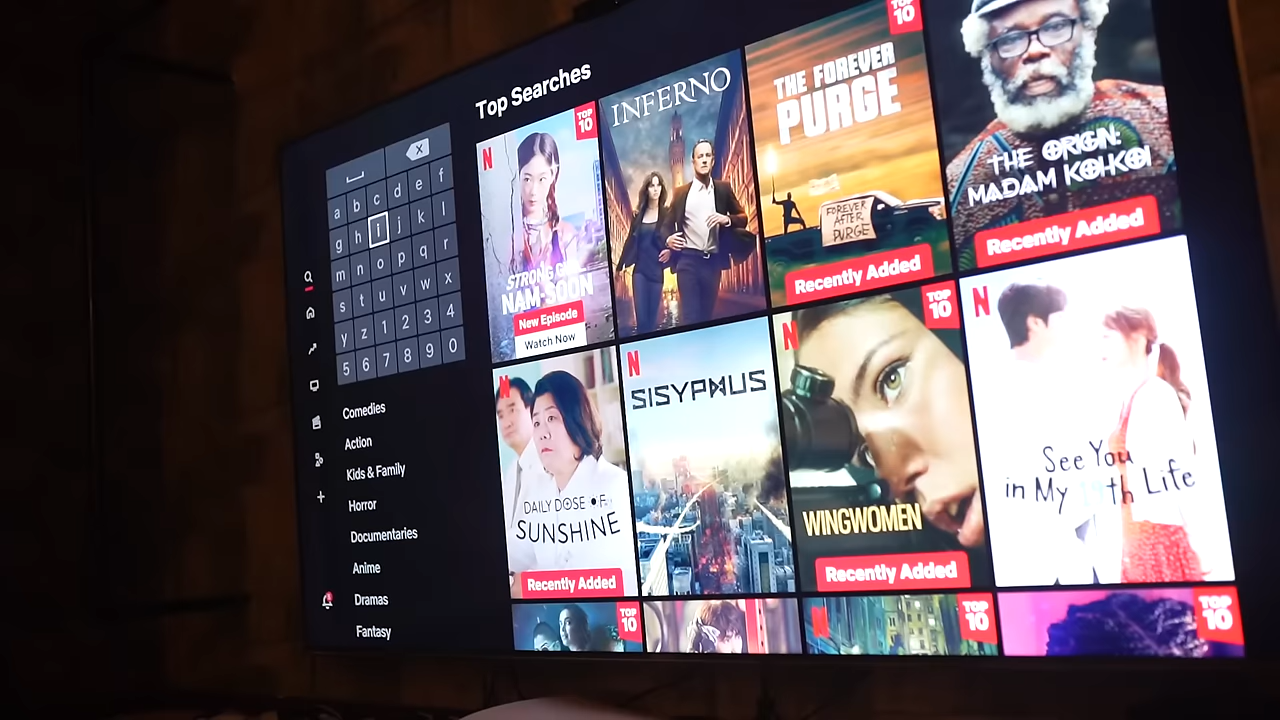 Top Searches
a b c d e f
g h i j k l
m n o p q r
s t u v w x
y z 1 2 3 4
5 6 7 8 9 0
Comedies
Action
Kids & Family
Horror
Documentaries
Anime
Dramas
Fantasy
N
TOP
10
STRONG
NAM-SOON
New Episode
Watch Now
INFERNO
TOP
10
THE FOREVER
PURGE
FOREVER
AFTER
PURGE
Recently Added
THE ORIGIN:
MADAM KOI-KOI
Recently Added
N
DAILY DOSE OF
SUNSHINE
Recently Added
N
SISYPHUS
N
TOP
10
WINGWOMEN
Recently Added
N
See You
in My 19th Life
TOP
10
N
TOP
10
TOP
10